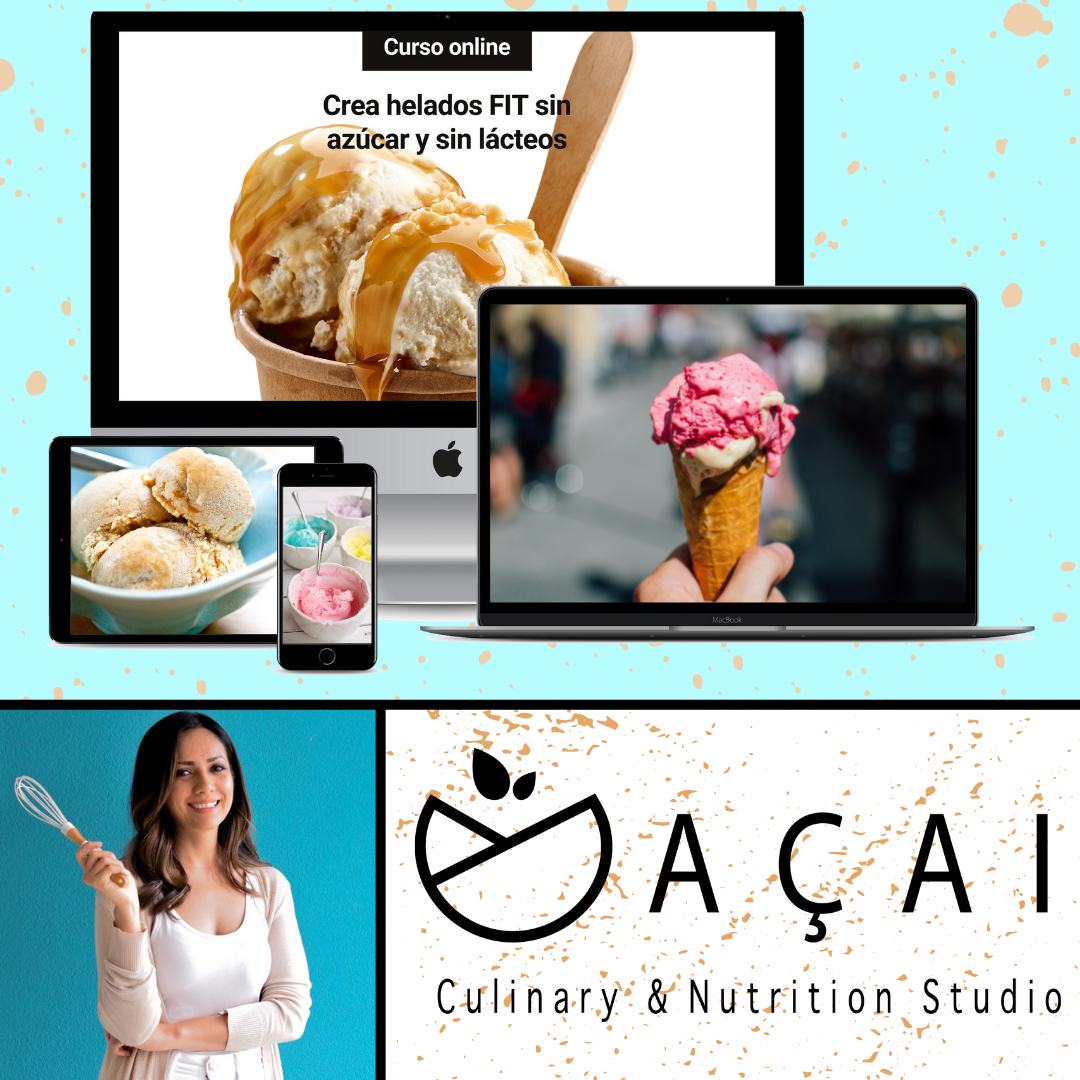 Curso online
Crea helados FIT sin
azúcar y sin lácteos
MacBook
AÇAI
Culinary & Nutrition Studio